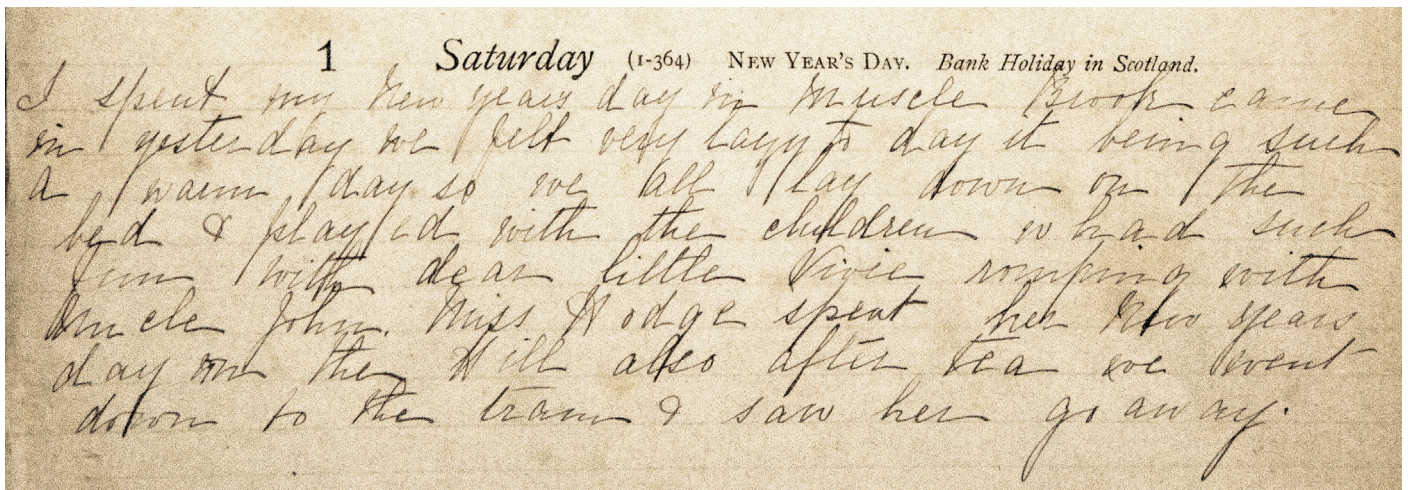 1 Saturday (1-364) NEW YEAR'S DAY. Bank Holiday in Scotland.
I spent my New years day in Muscle Brook came
in yesterday we felt very lazy to day it being such
a warm day so we all lay down on the
bed & played with the children & had such
fun with dear little Vivie romping with
Uncle John. Miss Hodge spent her New years
day on the Hill also after tea we went
down to the tram & saw her go away.